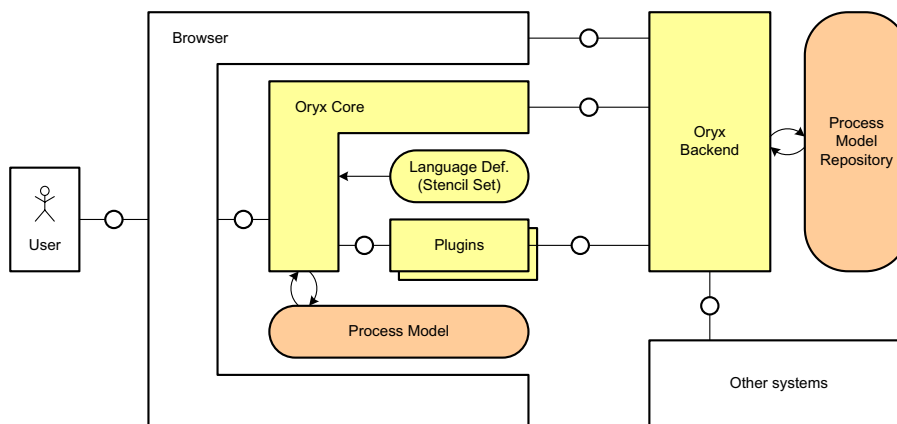 Browser
Oryx Core
Language Def.
(Stencil Set)
Plugins
Process Model
User
Oryx
Backend
Process
Model
Repository
Other systems